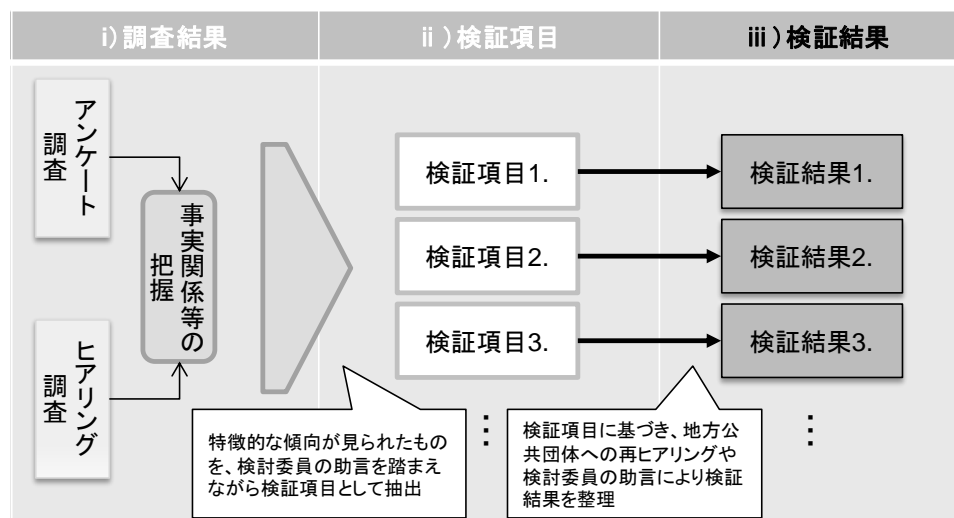 ⅰ)調査結果
ⅱ)検証項目
ⅲ)検証結果
アンケート
調査
事実関係等の
把握
ヒアリング
調査
検証項目1.
検証結果1.
検証項目2.
検証結果2.
検証項目3.
検証結果3.
特徴的な傾向が見られたもの
を、検討委員の助言を踏まえ
ながら検証項目として抽出
⋮
検証項目に基づき、地方公
共団体への再ヒアリングや
検討委員の助言により検証
結果を整理
⋮